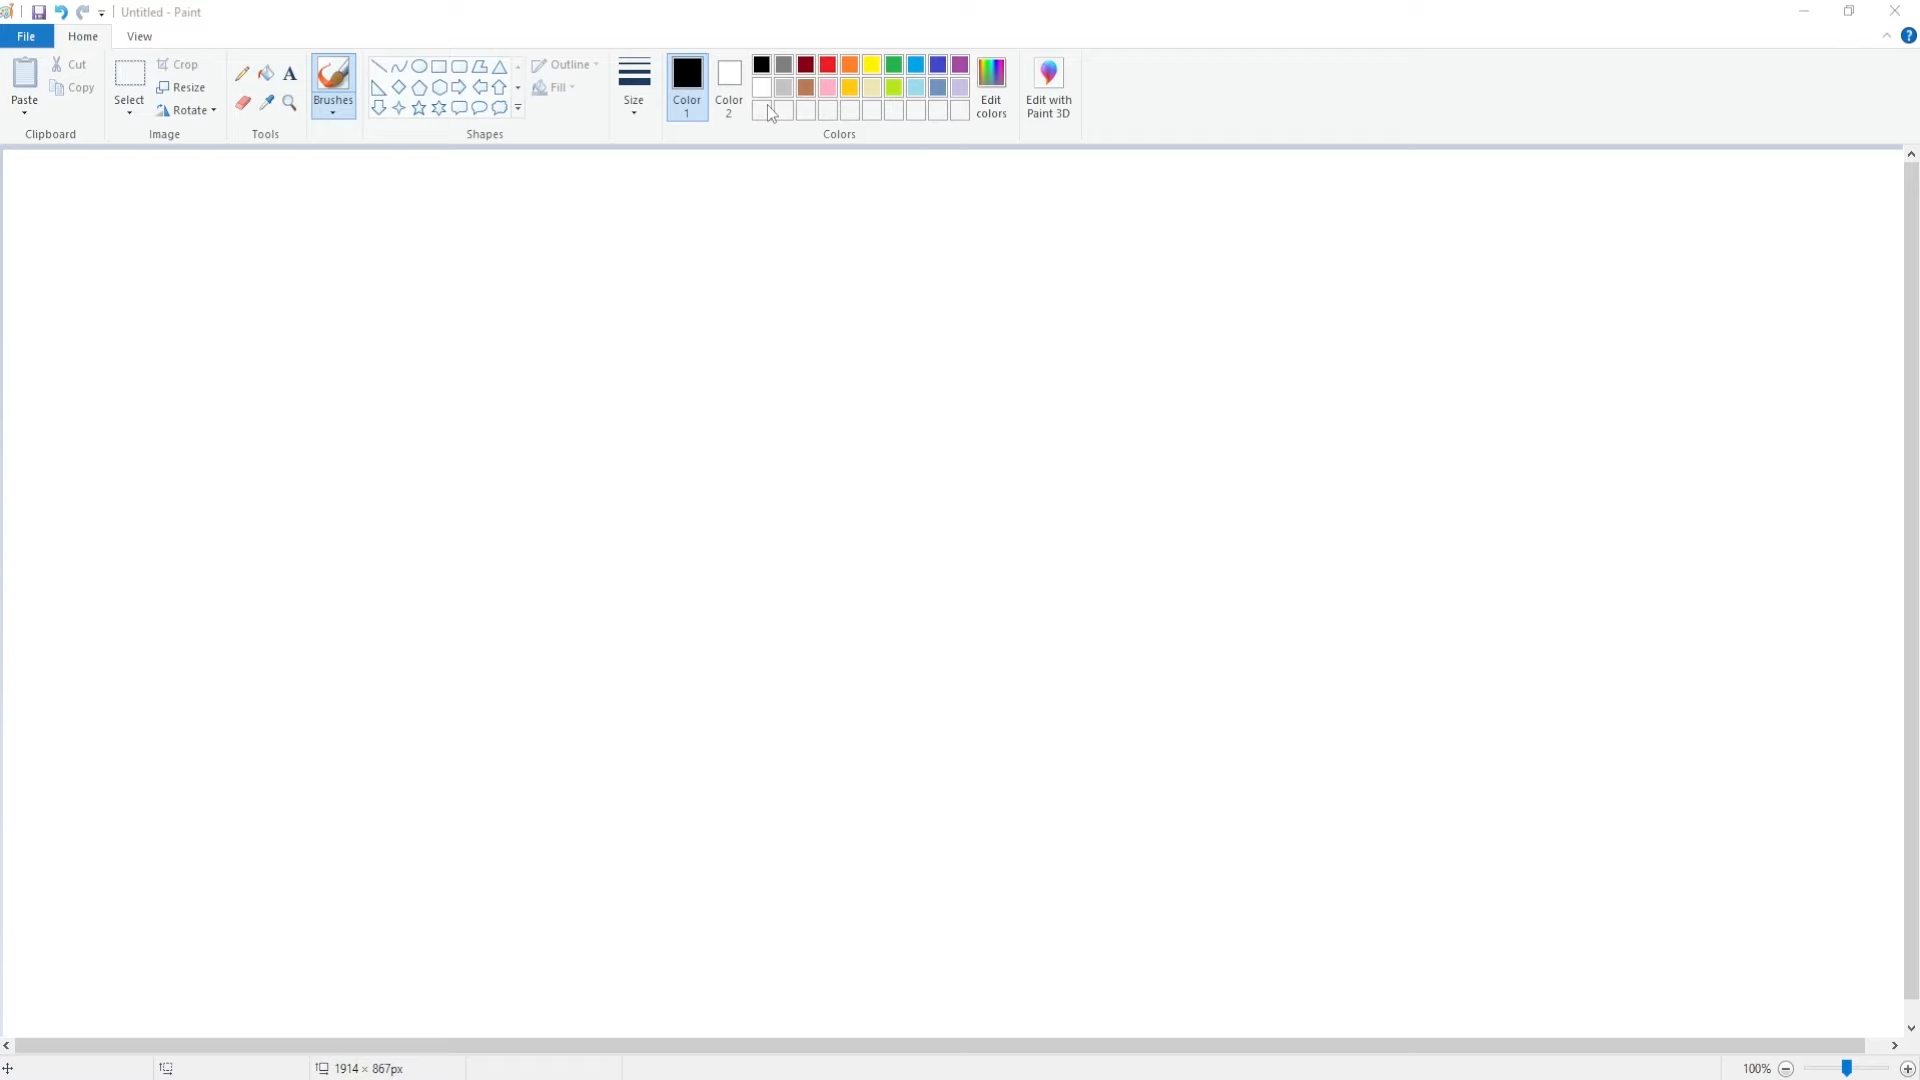 Untitled - Paint
File Home View
Paste
Cut
Copy
Clipboard
Select
Crop
Resize
Rotate
Image
A
Tools
Brushes
Shapes
Outline
Fill
Size
Color 1
Color 2
Colors
Edit colors
Edit with Paint 3D
?
1914 × 867px
100%